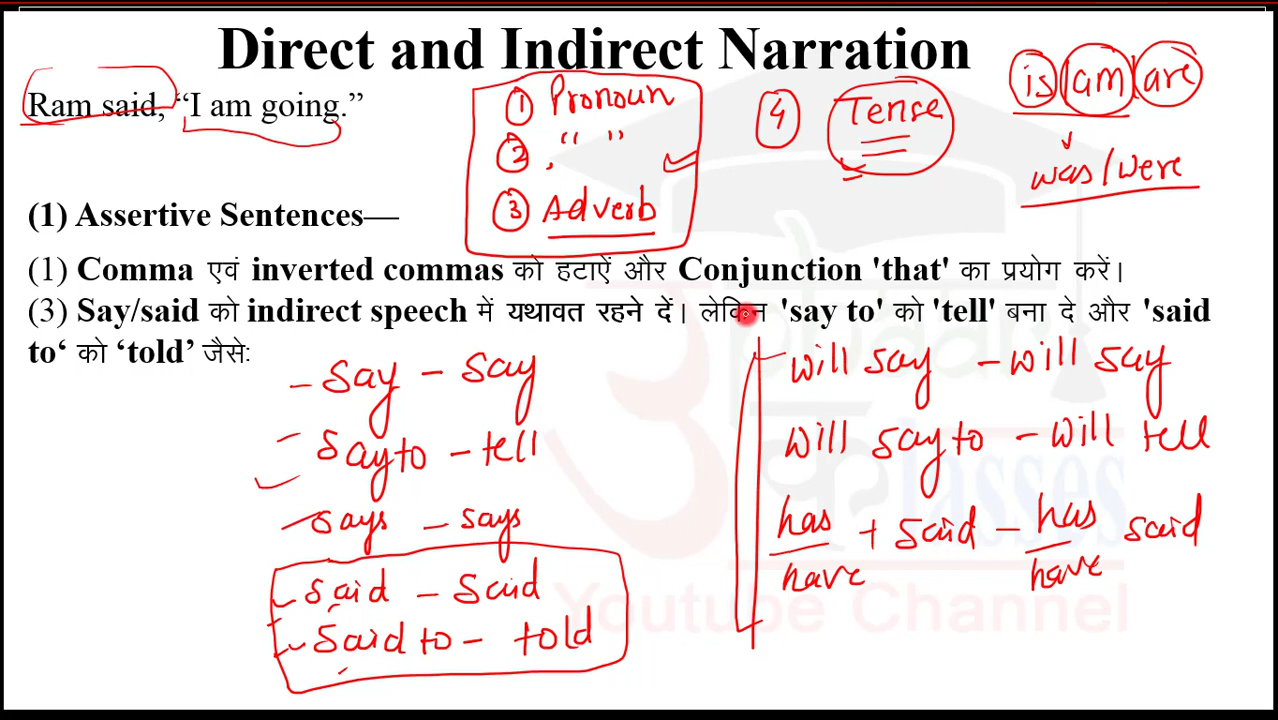 Direct and Indirect Narration
Ram said, “I am going.”
① Pronoun
② , “ ”
③ Adverb
④ Tense
is am are
was/were
(1) Assertive Sentences—
(1) Comma एवं inverted commas को हटाऐं और Conjunction 'that' का प्रयोग करें।
(3) Say/said को indirect speech में यथावत रहने दें। लेकिन 'say to' को 'tell' बना दे और 'said
to‘ को ‘told’ जैसे:
- say - say
say to - tell
says - says
said - said
said to - told
will say - will say
will say to - will tell
has + said - has said
have have
उ
क classes
Youtube Channel